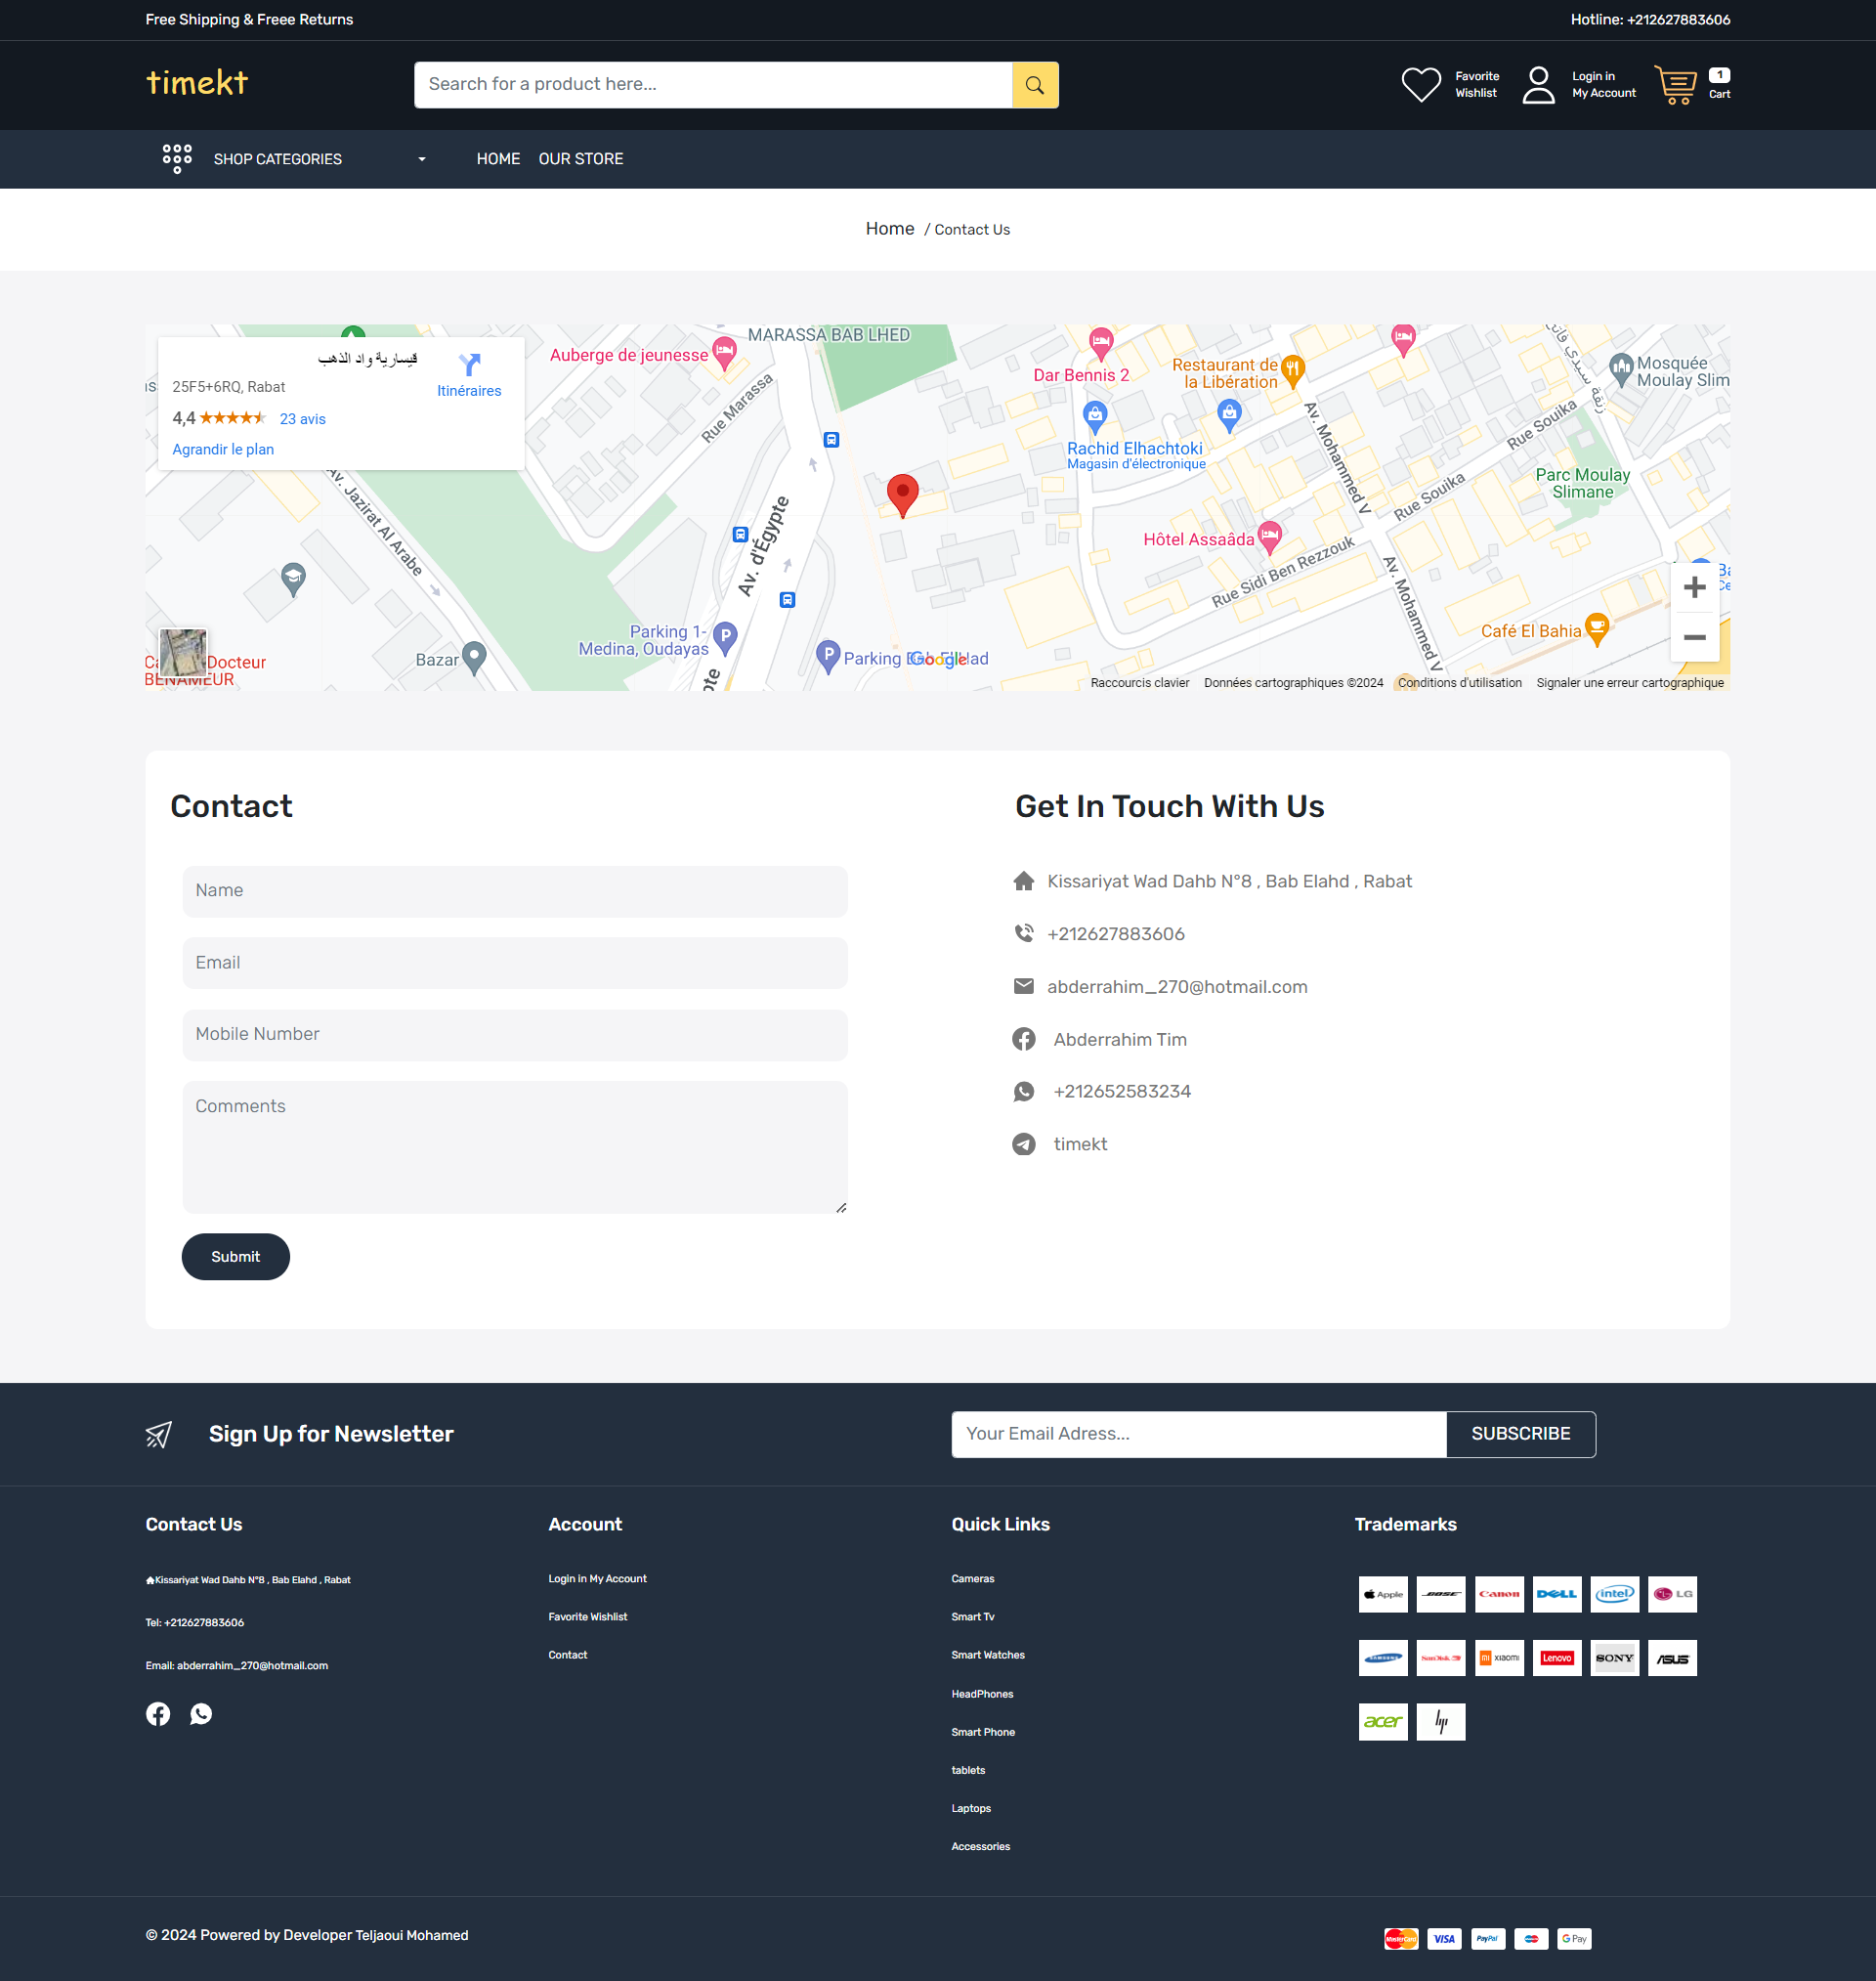 Free Shipping & Freee Returns
Hotline: +212627883606
timekt
Search for a product here...
Favorite
Wishlist
Login in
My Account
1
Cart
SHOP CATEGORIES
HOME
OUR STORE
Home / Contact Us
قيسارية واد الذهب
25F5+6RQ, Rabat
4,4
23 avis
Agrandir le plan
Itinéraires
MARASSA BAB LHED
Auberge de jeunesse
Rue Marassa
Dar Bennis 2
Restaurant de
la Libération
Mosquée
Moulay Slim
Rachid Elhachtoki
Magasin d'électronique
Av. Mohammed V
Rue Souika
Rue Souika
Parc Moulay
Slimane
Av. Jazirat Al Arabe
Av. d'Égypte
Hôtel Assaâda
Rue Sidi Ben Rezzouk
Av. Mohammed V
Parking 1-
Medina, Oudayas
Bazar
Parking
Google
Café El Bahia
Docteur
BENAMEUR
Raccourcis clavier
Données cartographiques ©2024
Conditions d'utilisation
Signaler une erreur cartographique
Contact
Name
Email
Mobile Number
Comments
Submit
Get In Touch With Us
Kissariyat Wad Dahb N°8 , Bab Elahd , Rabat
+212627883606
abderrahim_270@hotmail.com
Abderrahim Tim
+212652583234
timekt
Sign Up for Newsletter
Your Email Adress...
SUBSCRIBE
Contact Us
Kissariyat Wad Dahb N°8 , Bab Elahd , Rabat
Tel: +212627883606
Email: abderrahim_270@hotmail.com
Account
Login in My Account
Favorite Wishlist
Contact
Quick Links
Cameras
Smart Tv
Smart Watches
HeadPhones
Smart Phone
tablets
Laptops
Accessories
Trademarks
Apple BOSE Canon DELL intel LG
SAMSUNG SanDisk mi xiaomi Lenovo SONY ASUS
acer hp
© 2024 Powered by Developer Teljaoui Mohamed
MasterCard VISA PayPal G Pay